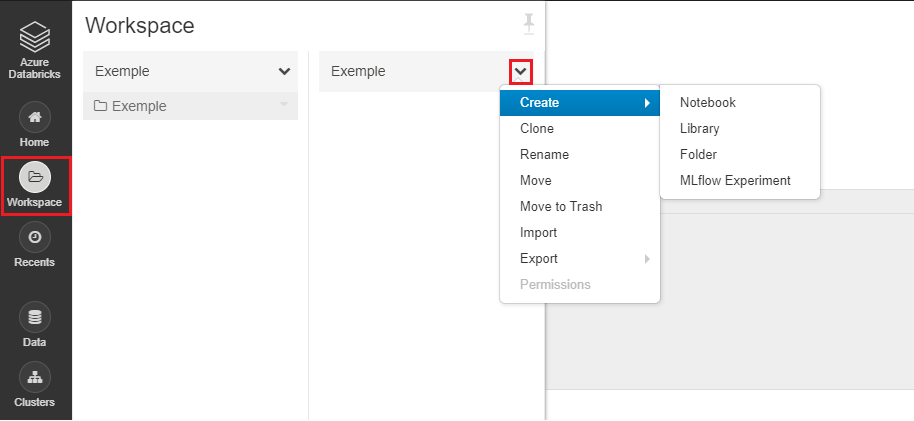 Azure
Databricks
Home
Workspace
Recents
Data
Clusters
Workspace
Exemple
Exemple
Exemple
Create
Clone
Rename
Move
Move to Trash
Import
Export
Permissions
Notebook
Library
Folder
MLflow Experiment